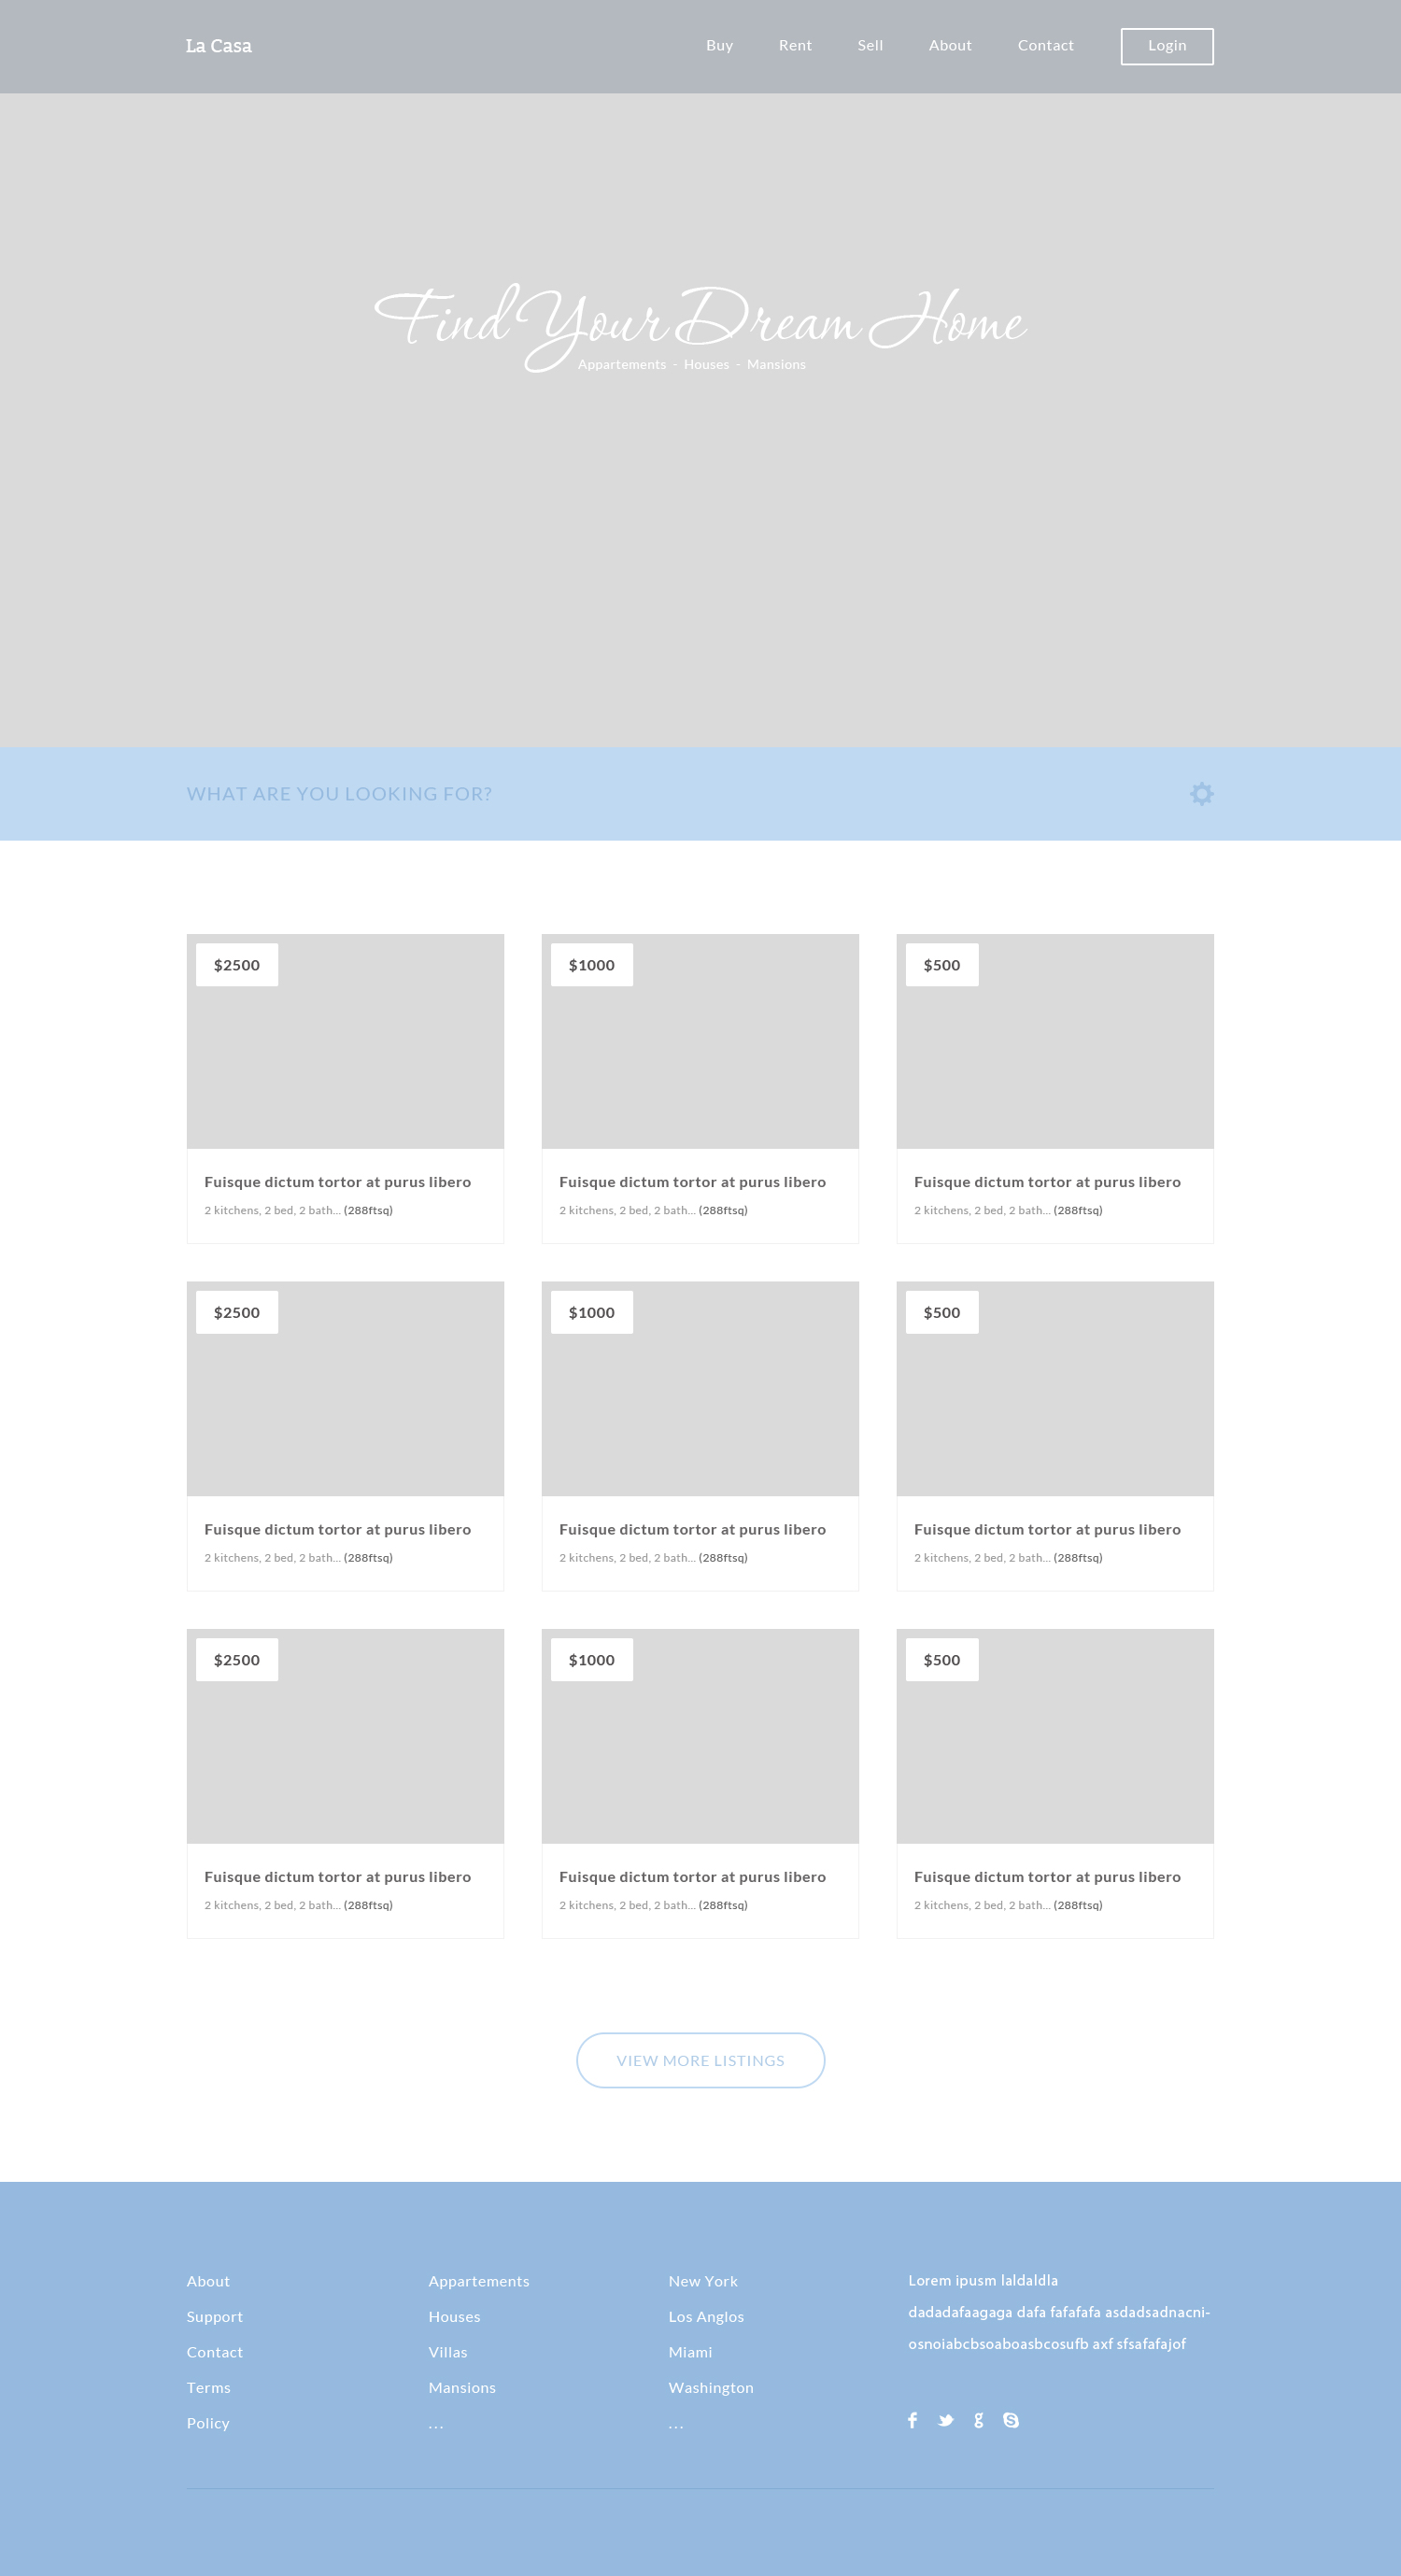 La Casa
Buy Rent Sell About Contact Login
Find Your Dream Home
Appartements - Houses - Mansions
WHAT ARE YOU LOOKING FOR?
$2500 $1000 $500
Fuisque dictum tortor at purus libero Fuisque dictum tortor at purus libero Fuisque dictum tortor at purus libero
2 kitchens, 2 bed, 2 bath... (288ftsq) 2 kitchens, 2 bed, 2 bath... (288ftsq) 2 kitchens, 2 bed, 2 bath... (288ftsq)
$2500 $1000 $500
Fuisque dictum tortor at purus libero Fuisque dictum tortor at purus libero Fuisque dictum tortor at purus libero
2 kitchens, 2 bed, 2 bath... (288ftsq) 2 kitchens, 2 bed, 2 bath... (288ftsq) 2 kitchens, 2 bed, 2 bath... (288ftsq)
$2500 $1000 $500
Fuisque dictum tortor at purus libero Fuisque dictum tortor at purus libero Fuisque dictum tortor at purus libero
2 kitchens, 2 bed, 2 bath... (288ftsq) 2 kitchens, 2 bed, 2 bath... (288ftsq) 2 kitchens, 2 bed, 2 bath... (288ftsq)
VIEW MORE LISTINGS
About
Support
Contact
Terms
Policy
Appartements
Houses
Villas
Mansions
...
New York
Los Anglos
Miami
Washington
...
Lorem ipusm laldaldla
dadadafaagaga dafa fafafafa asdadsadnacni-
osnoiabcbsoaboasbcosufb axf sfsafafajof